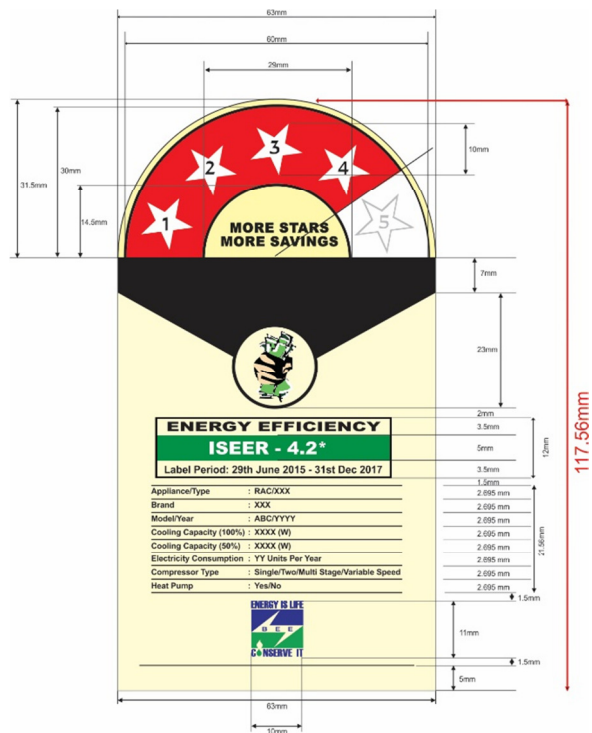 63mm
60mm
29mm
31.5mm
30mm
14.5mm
10mm
1
2
3
4
5
MORE STARS
MORE SAVINGS
7mm
23mm
117.56mm
2mm
ENERGY EFFICIENCY
3.5mm
ISEER - 4.2*
5mm
12mm
Label Period: 29th June 2015 - 31st Dec 2017
3.5mm
1.5mm
Appliance/Type : RAC/XXX
2.695 mm
Brand : XXX
2.695 mm
Model/Year : ABC/YYYY
2.695 mm
Cooling Capacity (100%) : XXXX (W)
2.695 mm
Cooling Capacity (50%) : XXXX (W)
2.695 mm
Electricity Consumption : YY Units Per Year
2.695 mm
Compressor Type : Single/Two/Multi Stage/Variable Speed
2.695 mm
Heat Pump : Yes/No
2.695 mm
21.56mm
1.5mm
ENERGY IS LIFE
BEE
CONSERVE IT
11mm
1.5mm
5mm
63mm
10mm